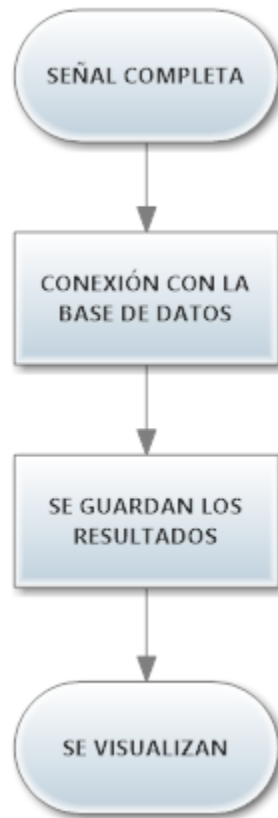 SEÑAL COMPLETA
CONEXIÓN CON LA
BASE DE DATOS
SE GUARDAN LOS
RESULTADOS
SE VISUALIZAN